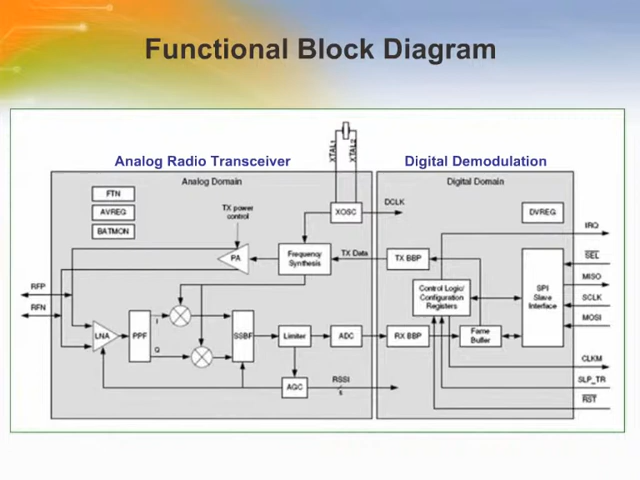 Functional Block Diagram
XTAL1
XTAL2
Analog Radio Transceiver
Digital Demodulation
Analog Domain
Digital Domain
FTN
AVREG
BATMON
TX power
control
XOSC
DCLK
DVREG
IRQ
PA
Frequency
Synthesis
TX Data
TX BBP
SEL
MISO
SCLK
MOSI
RFP
RFN
Control Logic/
Configuration
Registers
SPI
Slave
Interface
I
Q
LNA
PPF
SSBF
Limiter
ADC
RX BBP
Fame
Buffer
CLKM
AGC
RSSI
SLP_TR
RST